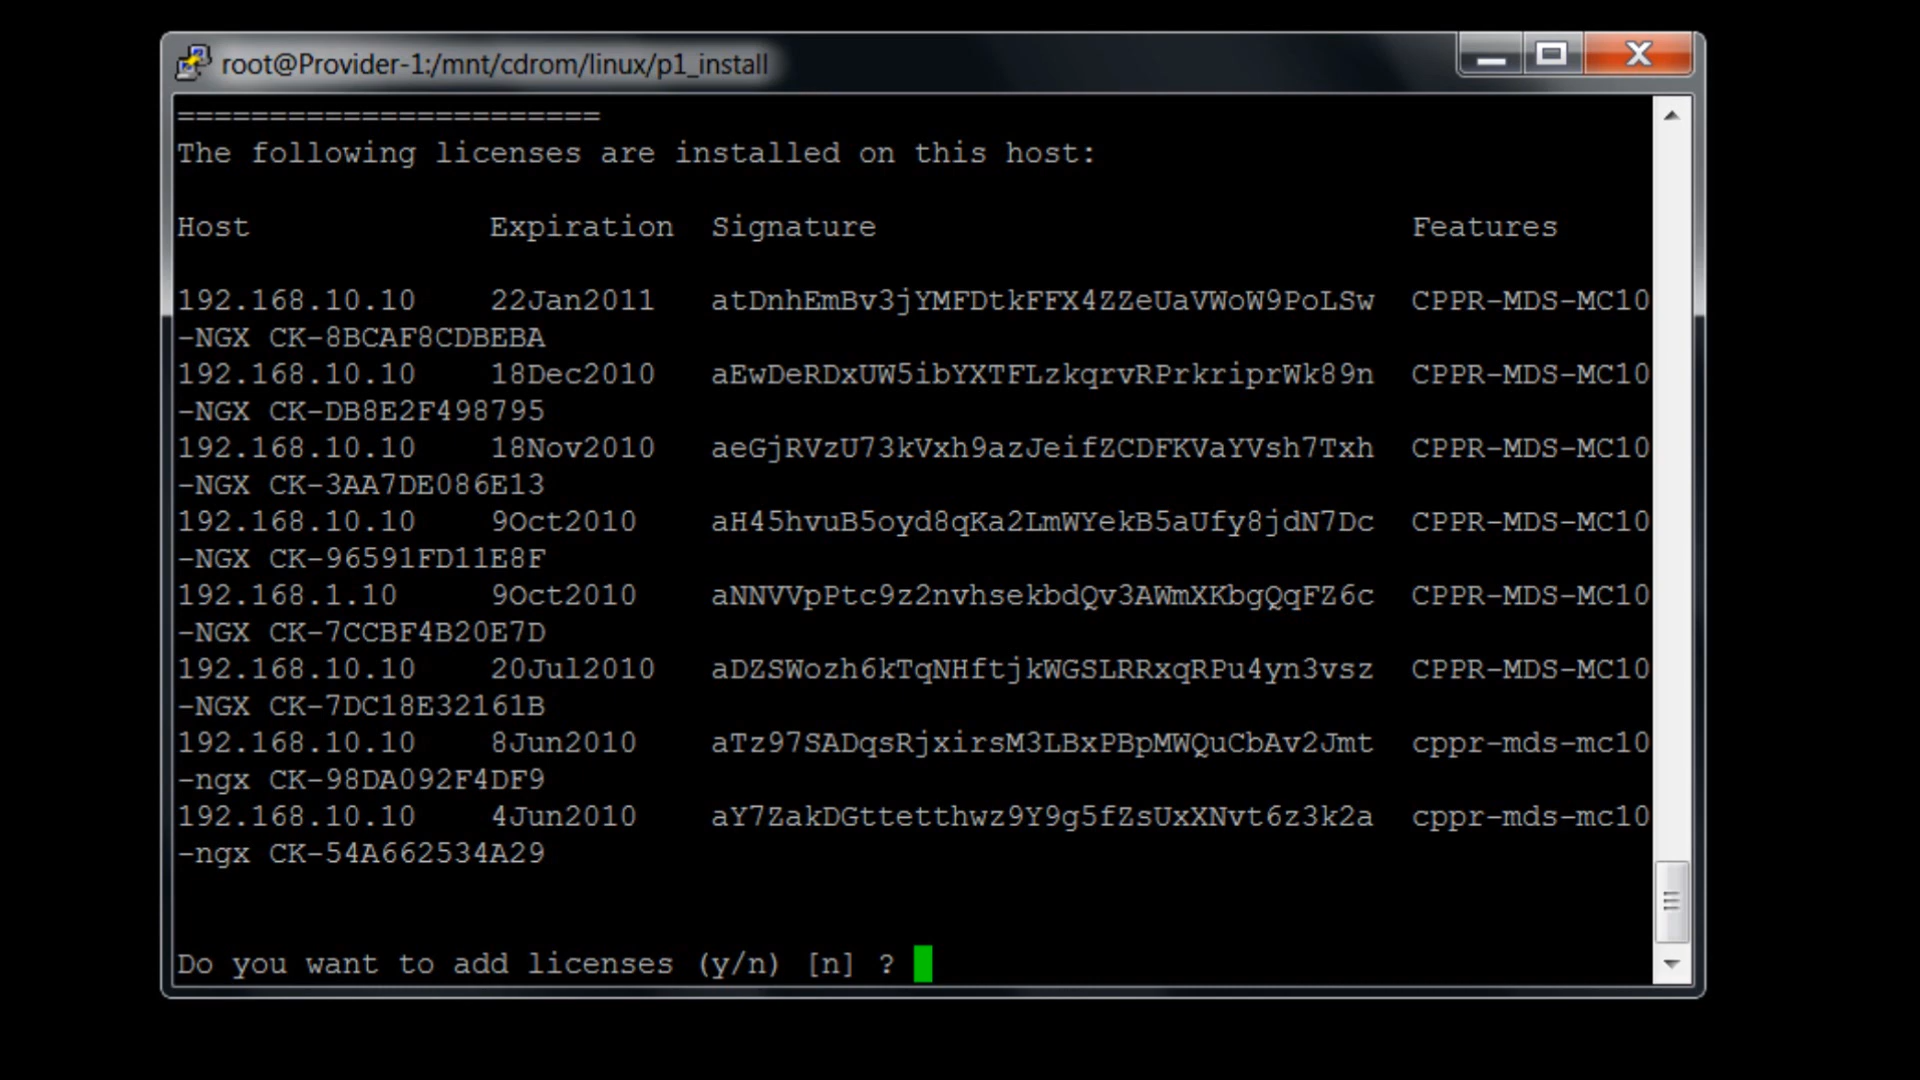 root@Provider-1:/mnt/cdrom/linux/p1_install
=======================
The following licenses are installed on this host:
Host Expiration Signature Features
192.168.10.10 22Jan2011 atDnhEmBv3jYMFDtkFFX4ZZeUaVWoW9PoLSw CPPR-MDS-MC10
-NGX CK-8BCAF8CDBEBA
192.168.10.10 18Dec2010 aEwDeRDxUW5ibYXTFLzkqrvRPrkriprWk89n CPPR-MDS-MC10
-NGX CK-DB8E2F498795
192.168.10.10 18Nov2010 aeGjRVzU73kVxh9azJeifZCDFKVaYVsh7Txh CPPR-MDS-MC10
-NGX CK-3AA7DE086E13
192.168.10.10 9Oct2010 aH45hvuB5oyd8qKa2LmWYekB5aUfy8jdN7Dc CPPR-MDS-MC10
-NGX CK-96591FD11E8F
192.168.1.10 9Oct2010 aNNVVpPtc9z2nvhsekbdQv3AWmXKbgQqFZ6c CPPR-MDS-MC10
-NGX CK-7CCBF4B20E7D
192.168.10.10 20Jul2010 aDZSWozh6kTqNHftjkWGSLRRxqRPu4yn3vsz CPPR-MDS-MC10
-NGX CK-7DC18E32161B
192.168.10.10 8Jun2010 aTz97SADqsRjxirsM3LBxPBpMWQuCbAv2Jmt cppr-mds-mc10
-ngx CK-98DA092F4DF9
192.168.10.10 4Jun2010 aY7ZakDGttetthwz9Y9g5fZsUxXNvt6z3k2a cppr-mds-mc10
-ngx CK-54A662534A29
Do you want to add licenses (y/n) [n] ?